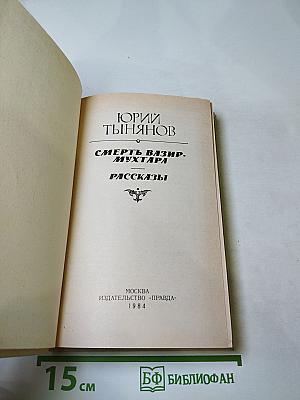 ЮРИЙ
ТЫНЯНОВ
СМЕРТЬ ВАЗИР-
МУХТАРА
РАССКАЗЫ
МОСКВА
ИЗДАТЕЛЬСТВО «ПРАВДА»
1984
15 см
БФ БИБЛИОФАН